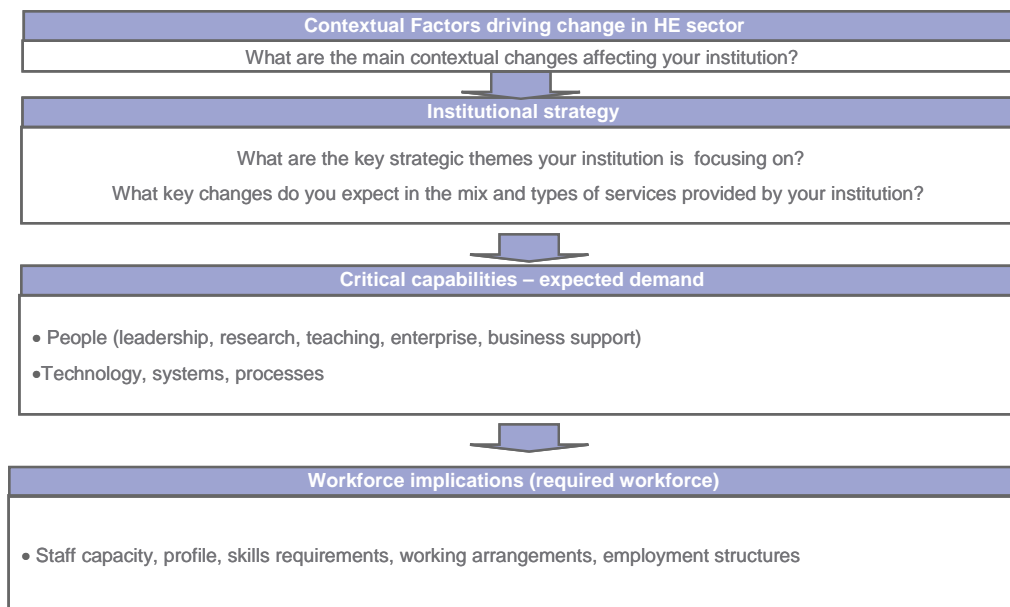 Contextual Factors driving change in HE sector
What are the main contextual changes affecting your institution?
Institutional strategy
What are the key strategic themes your institution is focusing on?
What key changes do you expect in the mix and types of services provided by your institution?
Critical capabilities – expected demand
• People (leadership, research, teaching, enterprise, business support)
•Technology, systems, processes
Workforce implications (required workforce)
• Staff capacity, profile, skills requirements, working arrangements, employment structures